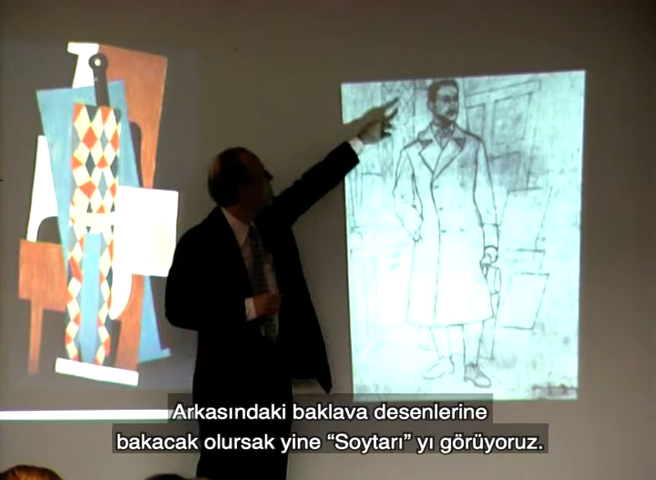 Arkasındaki baklava desenlerine
bakacak olursak yine “Soytarı” yı görüyoruz.